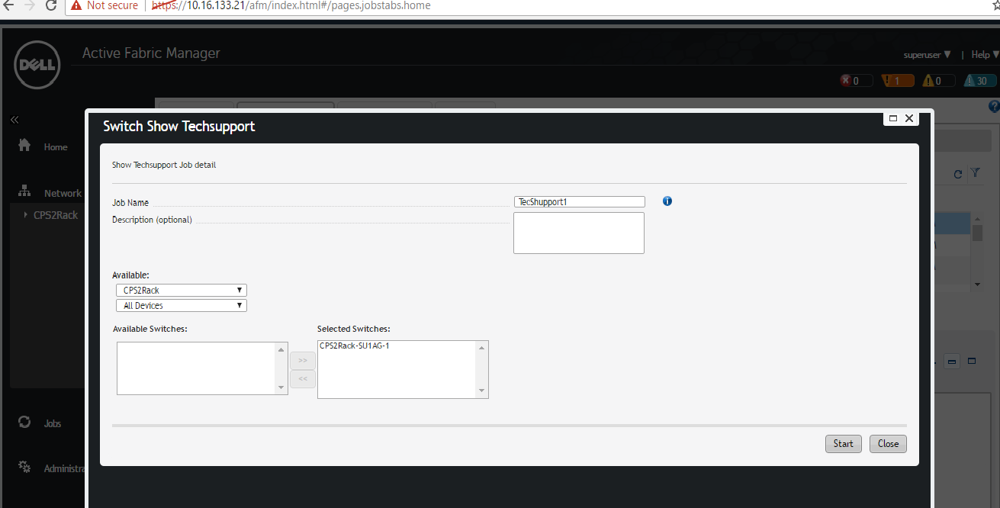 Not secure | https://10.16.133.21/afm/index.html#/pages.jobstabs.home
DELL
Active Fabric Manager
superuser ▼ | Help ▼
0 1 0 30
Switch Show Techsupport
Home
Network
CPS2Rack
Jobs
Administra
Show Techsupport Job detail
Job Name
TecShupport1
Description (optional)
Available:
CPS2Rack
All Devices
Available Switches:
Selected Switches:
CPS2Rack-SU1AG-1
>>
<<
Start
Close